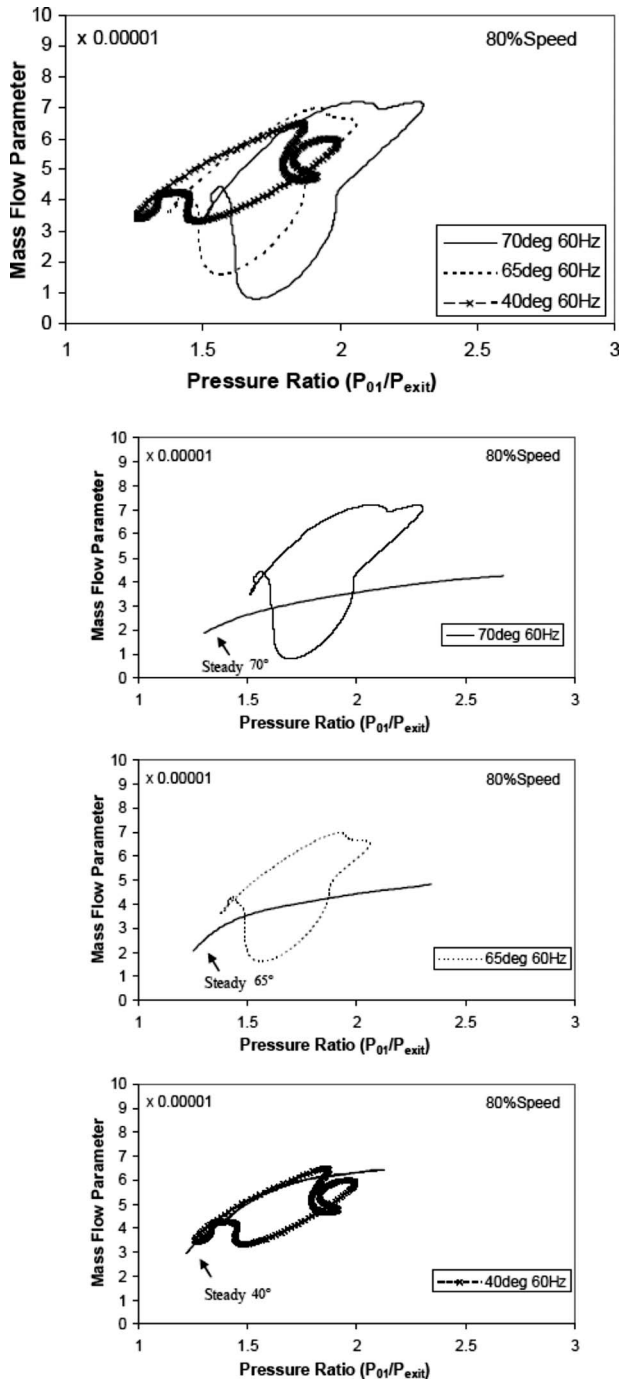 10
9
8
7
6
5
4
3
2
1
0
Mass Flow Parameter
x 0.00001
80%Speed
70deg 60Hz
65deg 60Hz
40deg 60Hz
1
1.5
2
2.5
3
Pressure Ratio (P01/Pexit)
10
9
8
7
6
5
4
3
2
1
0
Mass Flow Parameter
x 0.00001
80%Speed
Steady 70°
70deg 60Hz
1
1.5
2
2.5
3
Pressure Ratio (P01/Pexit)
10
9
8
7
6
5
4
3
2
1
0
Mass Flow Parameter
x 0.00001
80%Speed
Steady 65°
65deg 60Hz
1
1.5
2
2.5
3
Pressure Ratio (P01/Pexit)
10
9
8
7
6
5
4
3
2
1
0
Mass Flow Parameter
x 0.00001
80%Speed
Steady 40°
40deg 60Hz
1
1.5
2
2.5
3
Pressure Ratio (P01/Pexit)